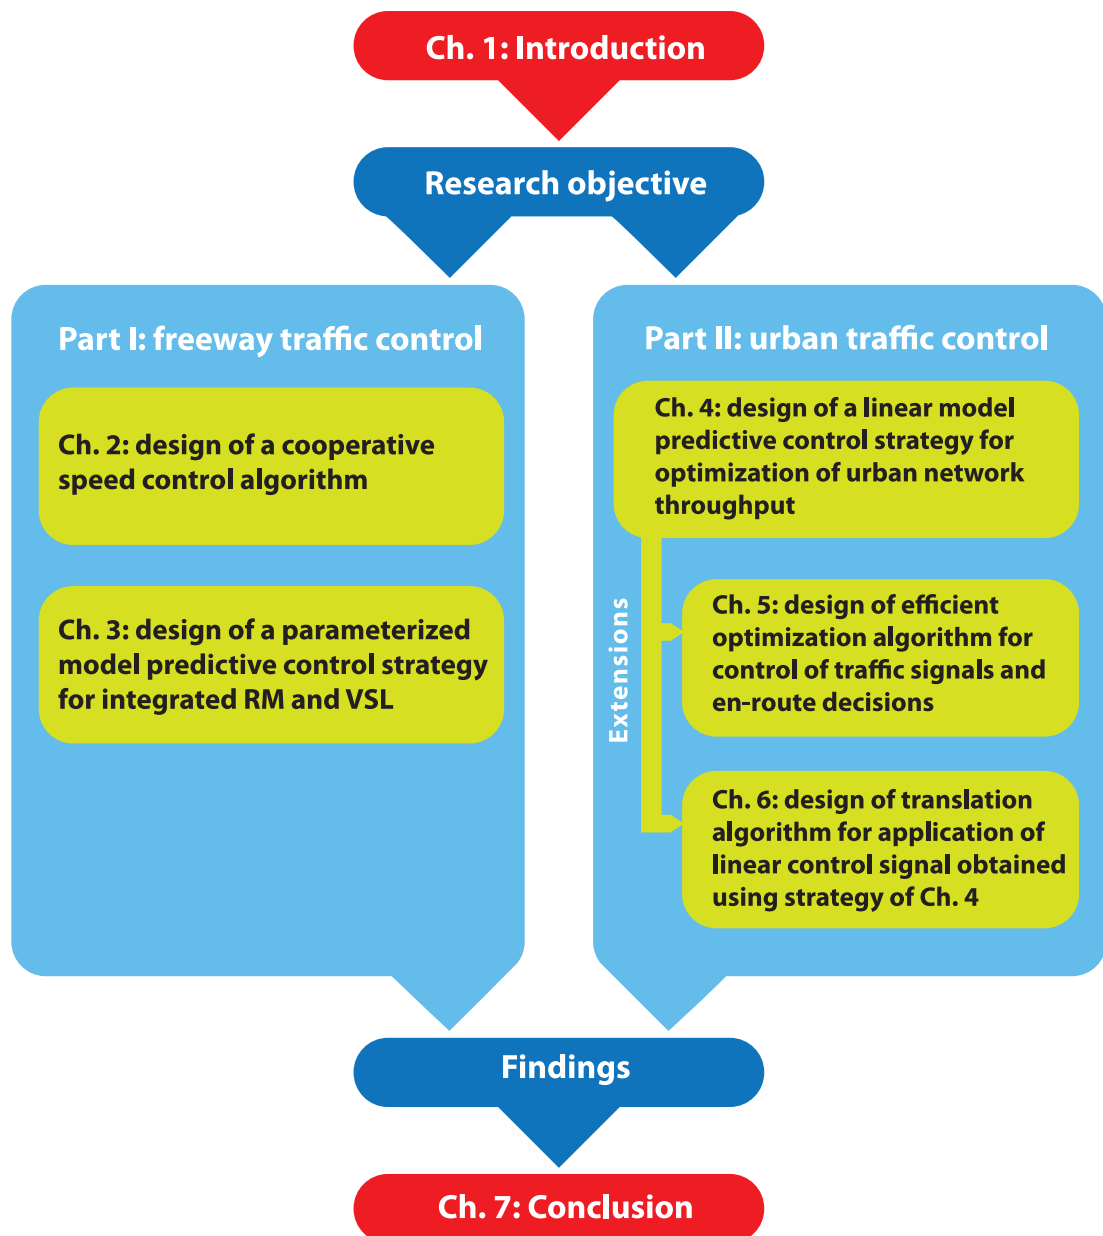 Ch. 1: Introduction
Research objective
Part I: freeway traffic control
Ch. 2: design of a cooperative
speed control algorithm
Ch. 3: design of a parameterized
model predictive control strategy
for integrated RM and VSL
Part II: urban traffic control
Ch. 4: design of a linear model
predictive control strategy for
optimization of urban network
throughput
Extensions
Ch. 5: design of efficient
optimization algorithm for
control of traffic signals and
en-route decisions
Ch. 6: design of translation
algorithm for application of
linear control signal obtained
using strategy of Ch. 4
Findings
Ch. 7: Conclusion